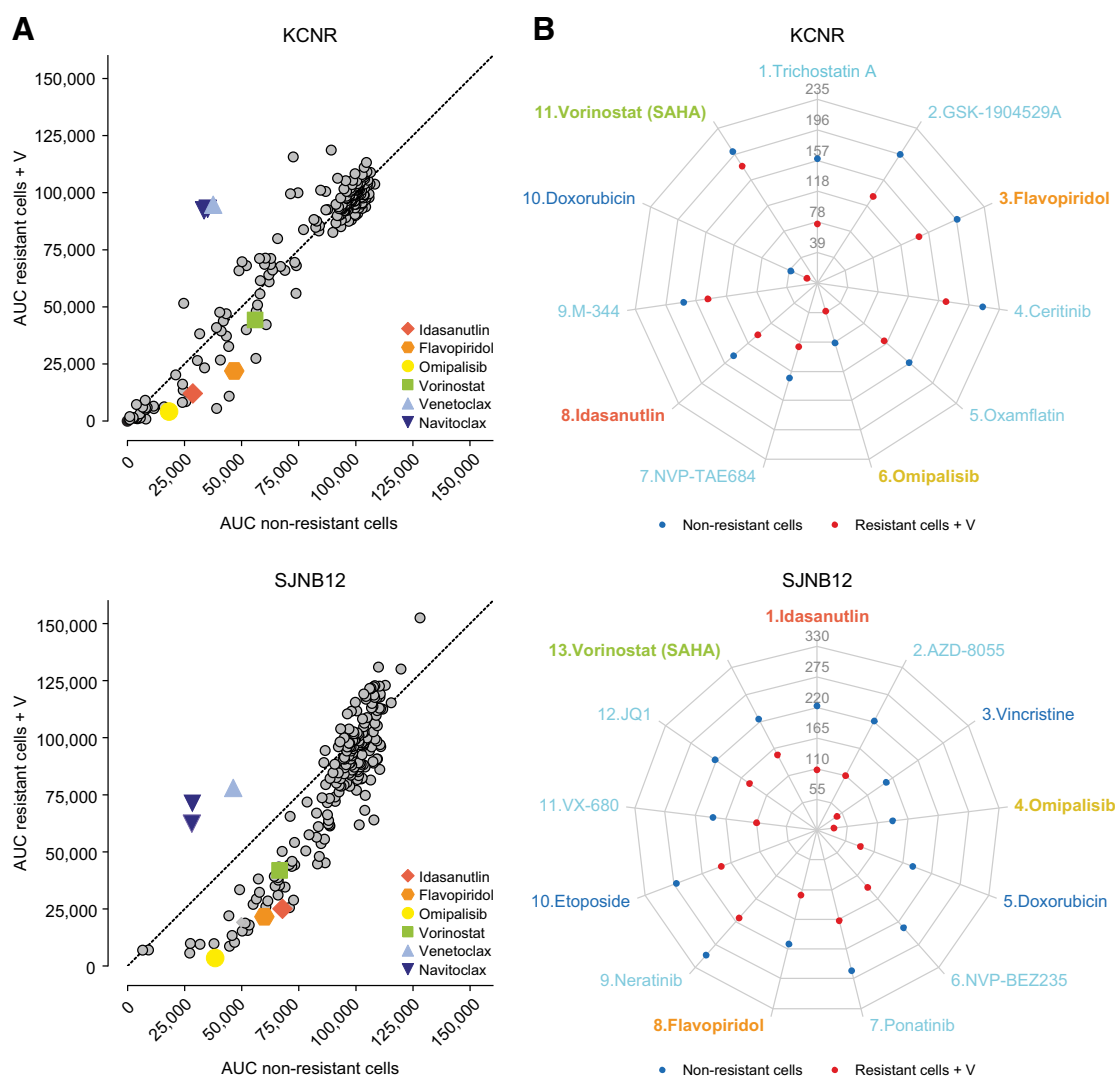 A
KCNR
AUC resistant cells + V
150,000
125,000
100,000
75,000
50,000
25,000
0
Idasanutlin
Flavopiridol
Omipalisib
Vorinostat
Venetoclax
Navitoclax
0
25,000
50,000
75,000
100,000
125,000
150,000
AUC non-resistant cells
B
KCNR
1.Trichostatin A
235
196
157
118
78
39
2.GSK-1904529A
3.Flavopiridol
4.Ceritinib
5.Oxamflatin
6.Omipalisib
7.NVP-TAE684
8.Idasanutlin
9.M-344
10.Doxorubicin
11.Vorinostat (SAHA)
Non-resistant cells
Resistant cells + V
SJNB12
AUC resistant cells + V
150,000
125,000
100,000
75,000
50,000
25,000
0
Idasanutlin
Flavopiridol
Omipalisib
Vorinostat
Venetoclax
Navitoclax
0
25,000
50,000
75,000
100,000
125,000
150,000
AUC non-resistant cells
SJNB12
1.Idasanutlin
330
275
220
165
110
55
2.AZD-8055
3.Vincristine
4.Omipalisib
5.Doxorubicin
6.NVP-BEZ235
7.Ponatinib
8.Flavopiridol
9.Neratinib
10.Etoposide
11.VX-680
12.JQ1
13.Vorinostat (SAHA)
Non-resistant cells
Resistant cells + V